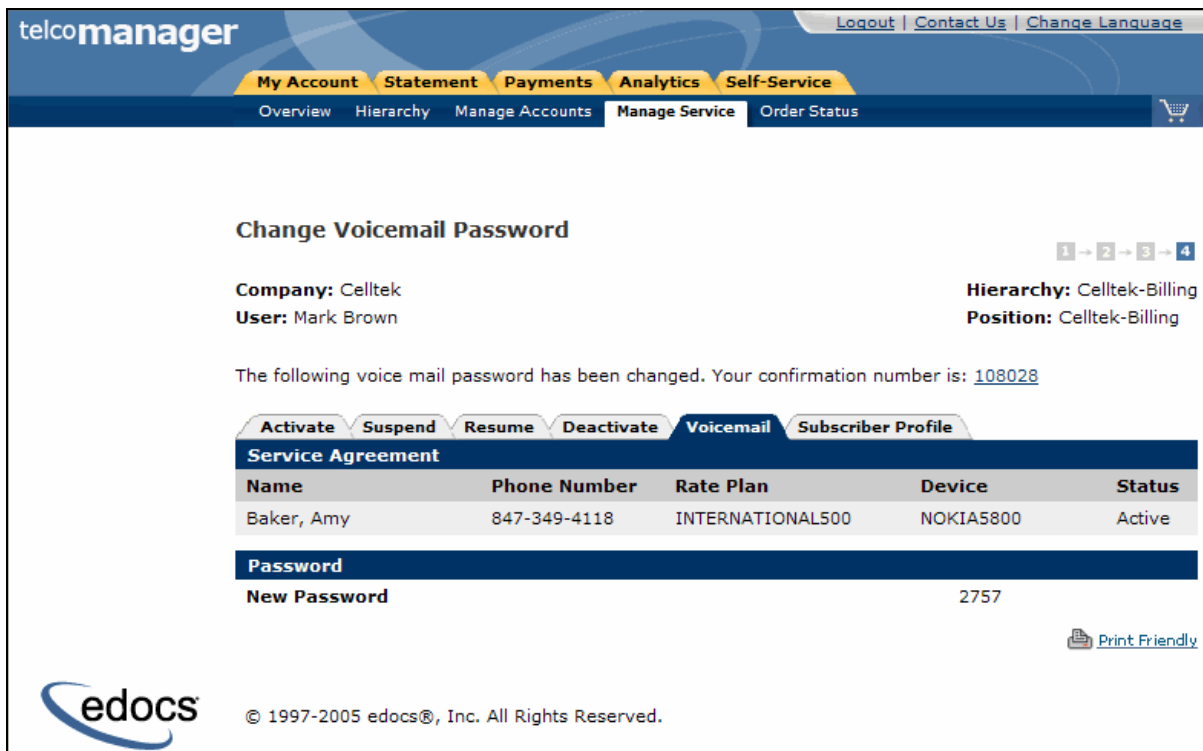 telcomanager
Logout | Contact Us | Change Language
My Account Statement Payments Analytics Self-Service
Overview Hierarchy Manage Accounts Manage Service Order Status
Change Voicemail Password
1 → 2 → 3 → 4
Company: Celltek Hierarchy: Celltek-Billing
User: Mark Brown Position: Celltek-Billing
The following voice mail password has been changed. Your confirmation number is: 108028
Activate Suspend Resume Deactivate Voicemail Subscriber Profile
Service Agreement
Name Phone Number Rate Plan Device Status
Baker, Amy 847-349-4118 INTERNATIONAL500 NOKIA5800 Active
Password
New Password 2757
Print Friendly
edocs © 1997-2005 edocs®, Inc. All Rights Reserved.